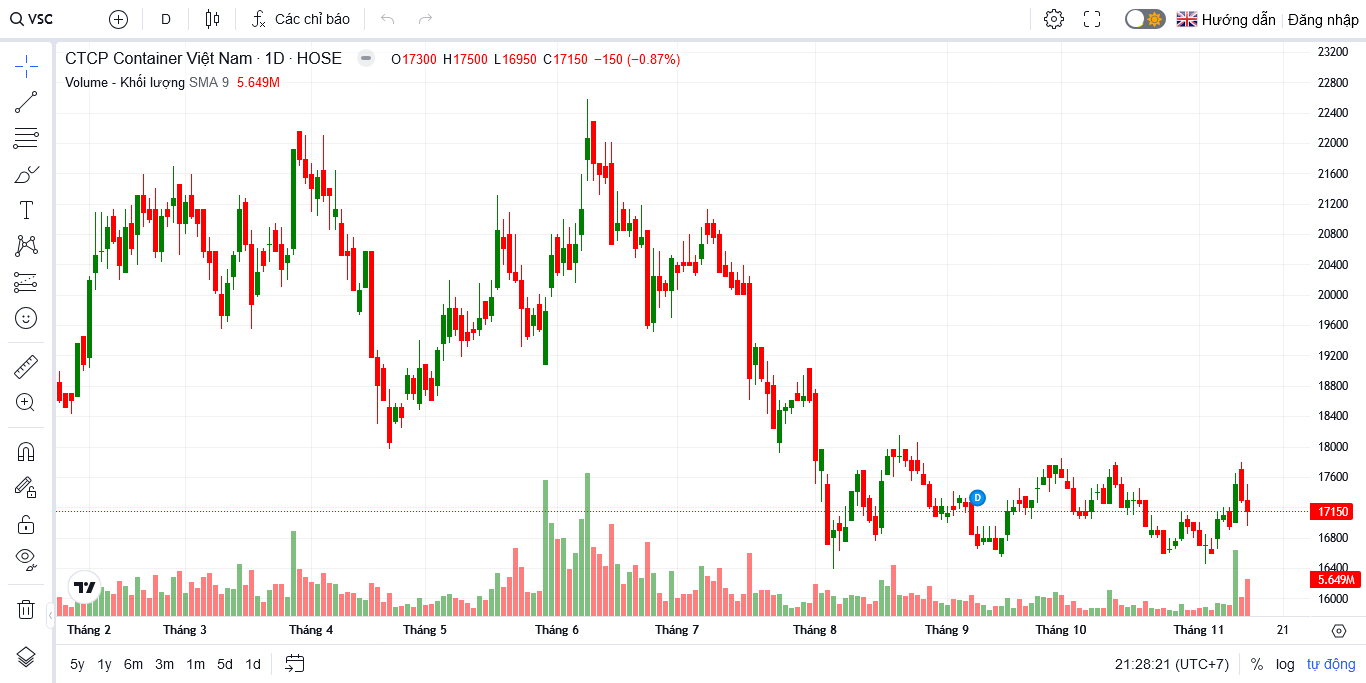 VSC D Các chỉ báo Hướng dẫn Đăng nhập
CTCP Container Việt Nam · 1D · HOSE O17300 H17500 L16950 C17150 −150 (−0.87%)
Volume - Khối lượng SMA 9 5.649M
23200
22800
22400
22000
21600
21200
20800
20400
20000
19600
19200
18800
18400
18000
17600
17150
16800
16400
5.649M
16000
D
Tháng 2 Tháng 3 Tháng 4 Tháng 5 Tháng 6 Tháng 7 Tháng 8 Tháng 9 Tháng 10 Tháng 11 21
5y 1y 6m 3m 1m 5d 1d 21:28:21 (UTC+7) % log tự động